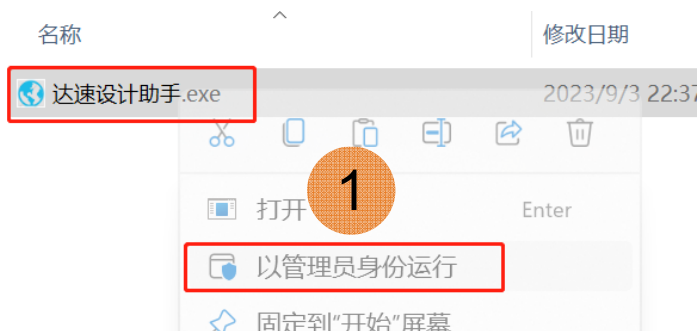 名称 修改日期
达速设计助手.exe 2023/9/3 22:37
1
打开 Enter
以管理员身份运行
固定到"开始"屏幕